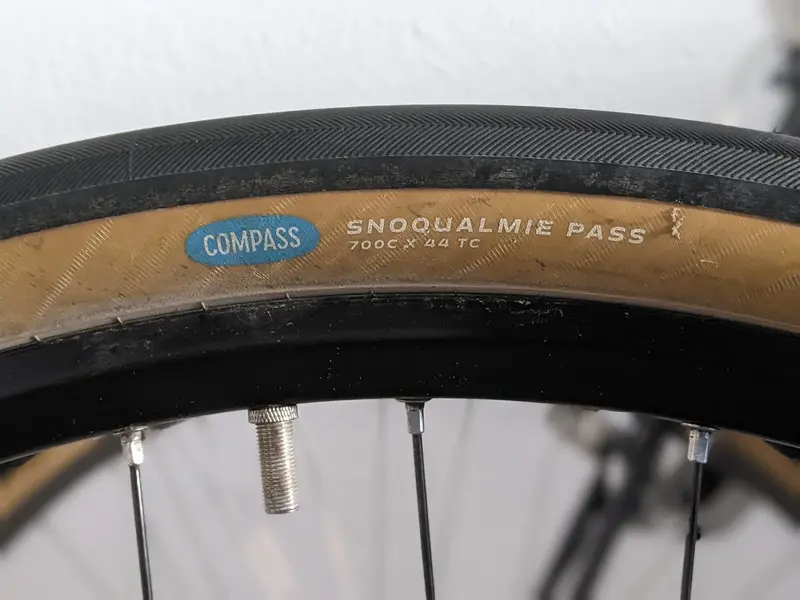 COMPASS
SNOQUALMIE PASS
700C X 44 TC